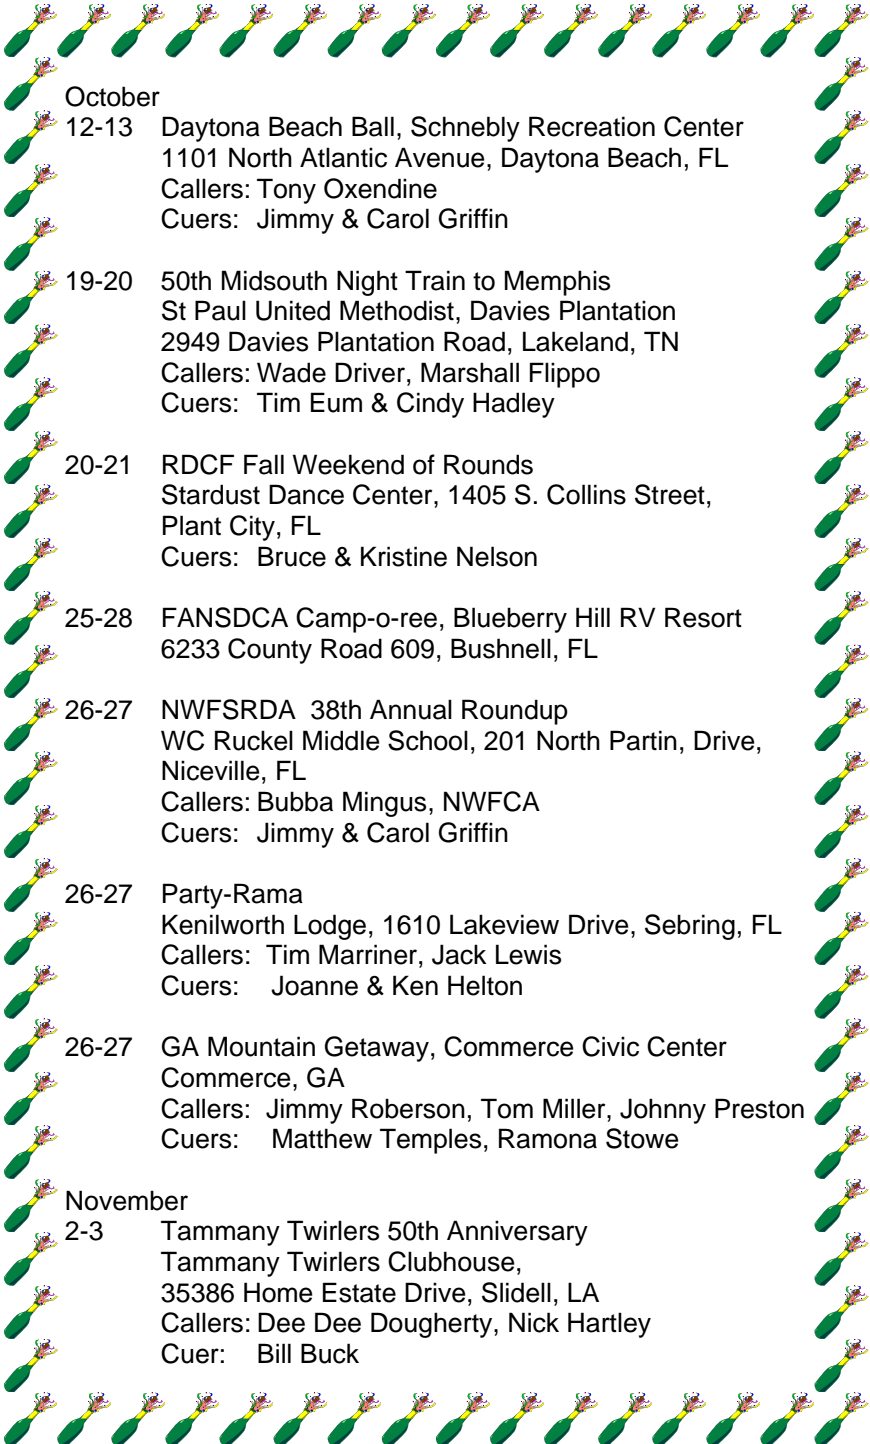 October
12-13 Daytona Beach Ball, Schnebly Recreation Center
1101 North Atlantic Avenue, Daytona Beach, FL
Callers: Tony Oxendine
Cuers: Jimmy & Carol Griffin
19-20 50th Midsouth Night Train to Memphis
St Paul United Methodist, Davies Plantation
2949 Davies Plantation Road, Lakeland, TN
Callers: Wade Driver, Marshall Flippo
Cuers: Tim Eum & Cindy Hadley
20-21 RDCF Fall Weekend of Rounds
Stardust Dance Center, 1405 S. Collins Street,
Plant City, FL
Cuers: Bruce & Kristine Nelson
25-28 FANSDCA Camp-o-ree, Blueberry Hill RV Resort
6233 County Road 609, Bushnell, FL
26-27 NWFSRDA 38th Annual Roundup
WC Ruckel Middle School, 201 North Partin, Drive,
Niceville, FL
Callers: Bubba Mingus, NWFCA
Cuers: Jimmy & Carol Griffin
26-27 Party-Rama
Kenilworth Lodge, 1610 Lakeview Drive, Sebring, FL
Callers: Tim Marriner, Jack Lewis
Cuers: Joanne & Ken Helton
26-27 GA Mountain Getaway, Commerce Civic Center
Commerce, GA
Callers: Jimmy Roberson, Tom Miller, Johnny Preston
Cuers: Matthew Temples, Ramona Stowe
November
2-3 Tammany Twirlers 50th Anniversary
Tammany Twirlers Clubhouse,
35386 Home Estate Drive, Slidell, LA
Callers: Dee Dee Dougherty, Nick Hartley
Cuer: Bill Buck